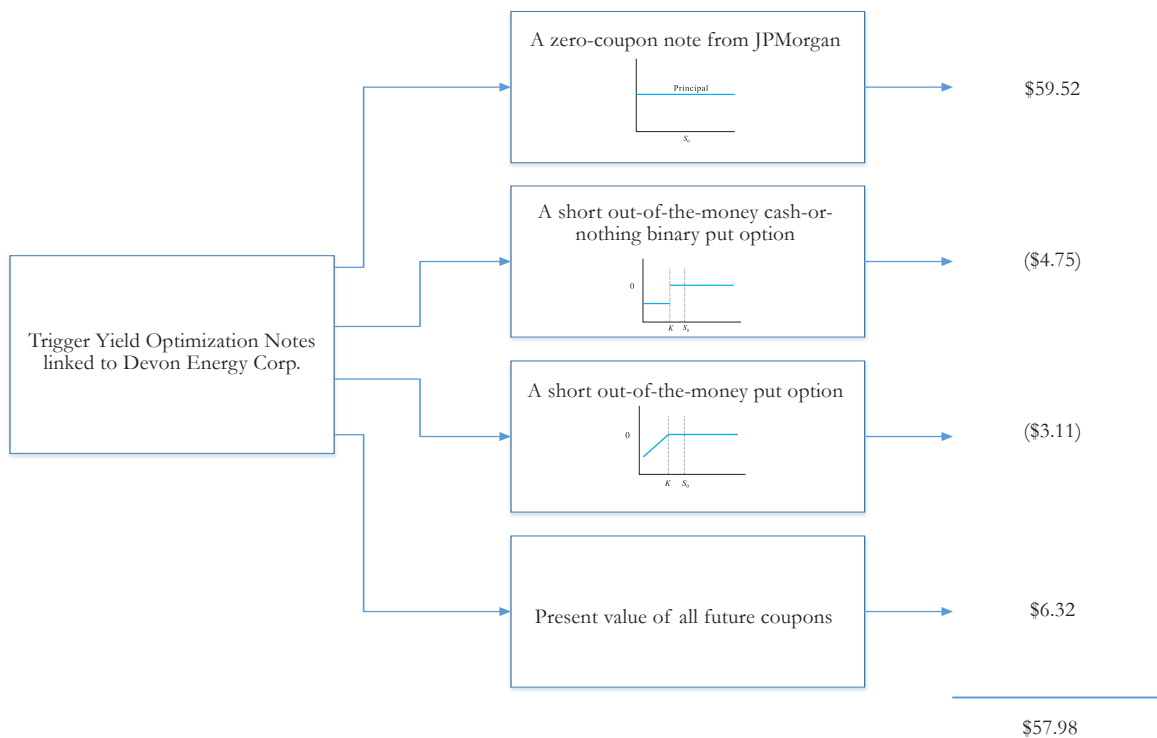 A zero-coupon note from JPMorgan
Principal
S₀
$59.52
A short out-of-the-money cash-or-
nothing binary put option
0
K S₀
($4.75)
Trigger Yield Optimization Notes
linked to Devon Energy Corp.
A short out-of-the-money put option
0
K S₀
($3.11)
Present value of all future coupons
$6.32
$57.98